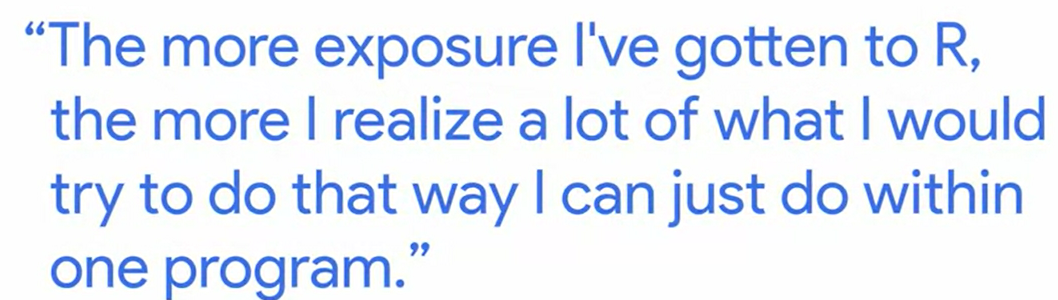 “The more exposure I've gotten to R,
the more I realize a lot of what I would
try to do that way I can just do within
one program.”